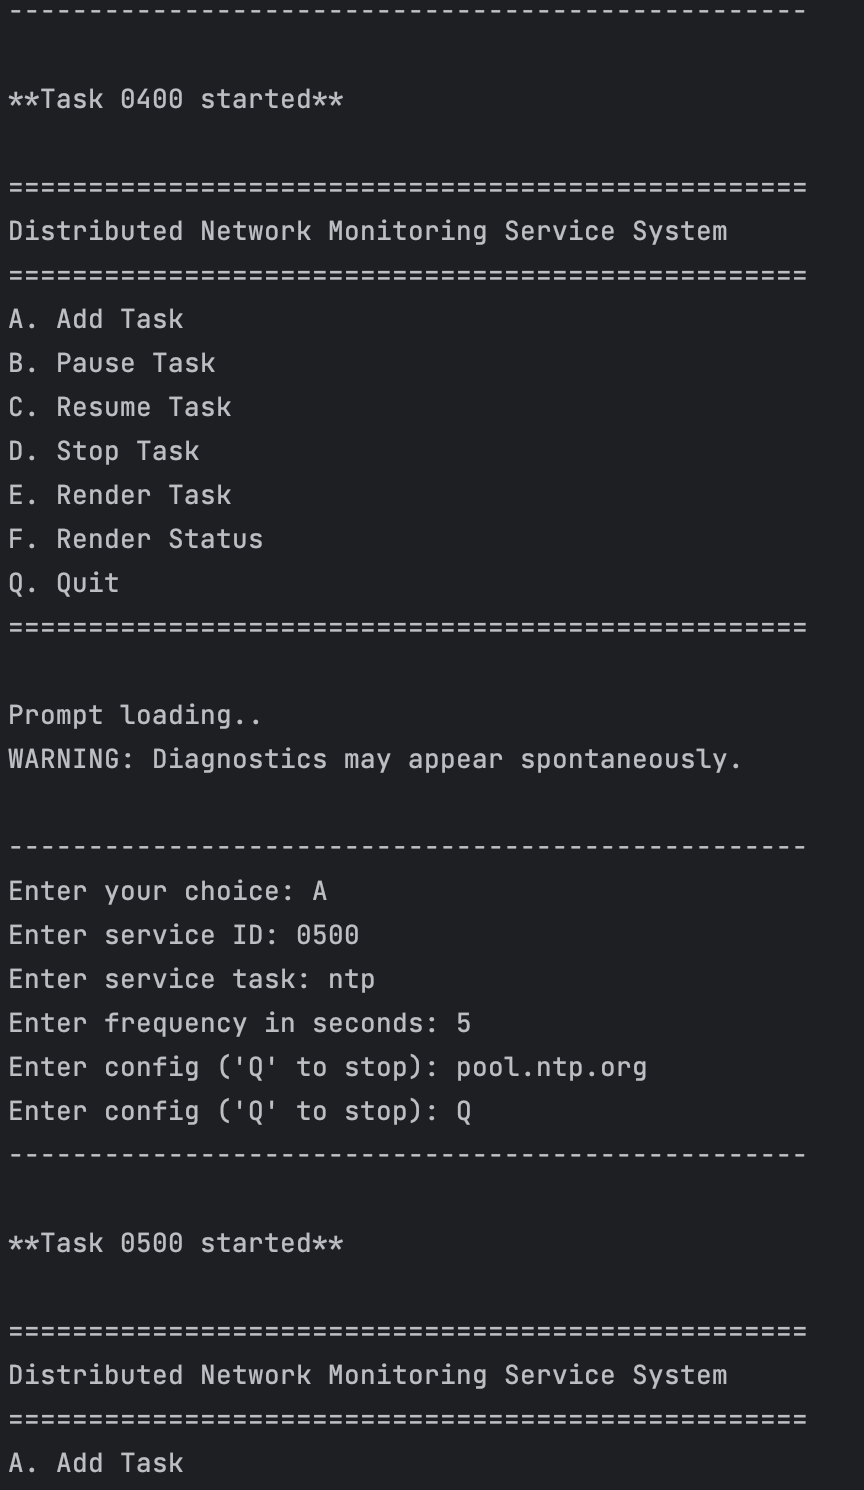 --------------------------------------------------
**Task 0400 started**
==================================================
Distributed Network Monitoring Service System
==================================================
A. Add Task
B. Pause Task
C. Resume Task
D. Stop Task
E. Render Task
F. Render Status
Q. Quit
==================================================
Prompt loading..
WARNING: Diagnostics may appear spontaneously.
--------------------------------------------------
Enter your choice: A
Enter service ID: 0500
Enter service task: ntp
Enter frequency in seconds: 5
Enter config ('Q' to stop): pool.ntp.org
Enter config ('Q' to stop): Q
--------------------------------------------------
**Task 0500 started**
==================================================
Distributed Network Monitoring Service System
==================================================
A. Add Task